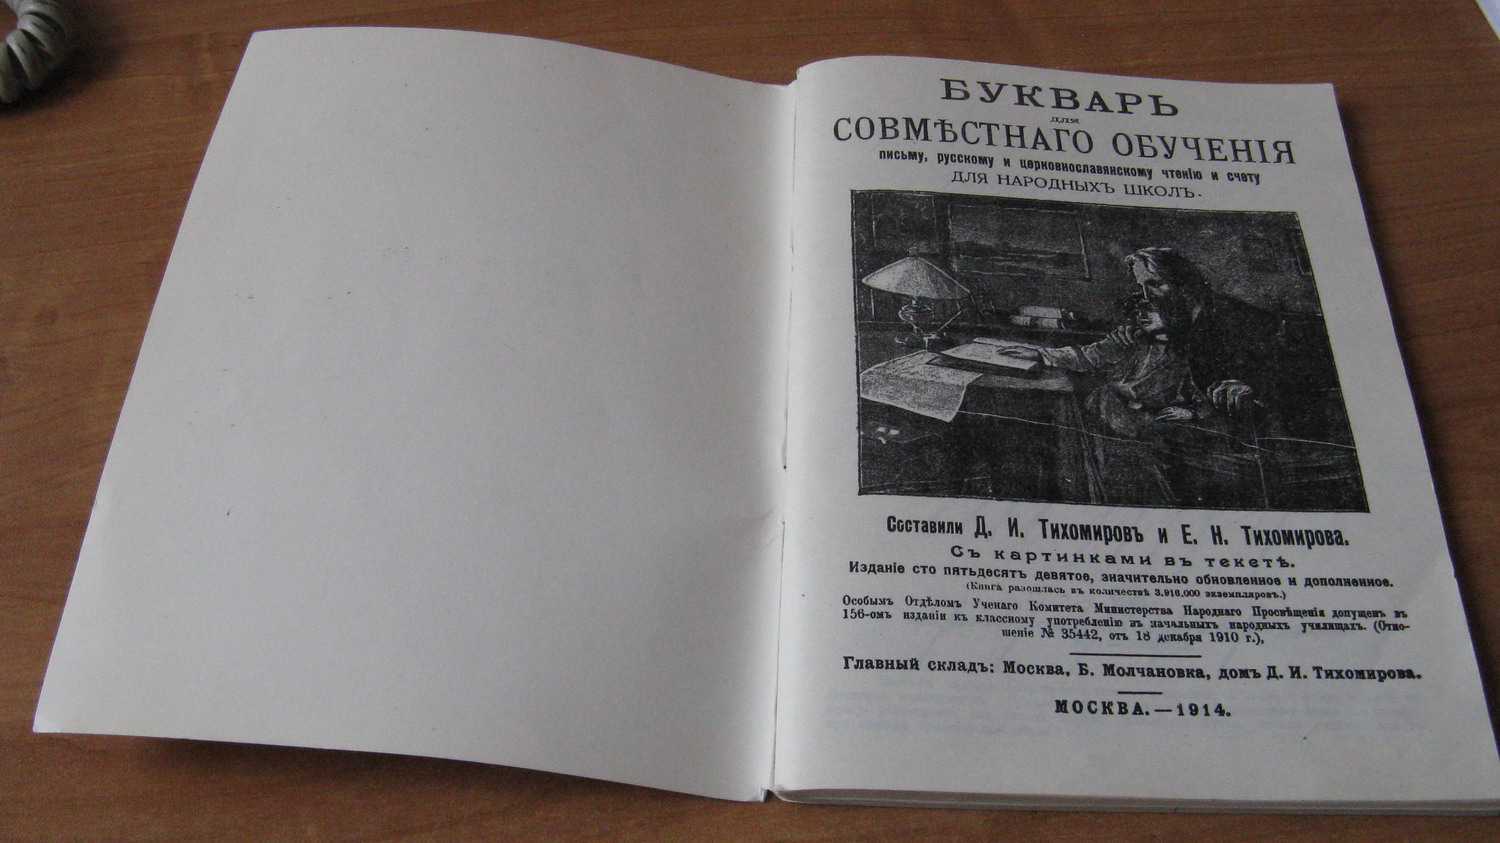 БУКВАРЬ
для
СОВМѢСТНАГО ОБУЧЕНІЯ
письму, русскому и церковнославянскому чтенію и счету
ДЛЯ НАРОДНЫХЪ ШКОЛЪ.
Составили Д. И. Тихомировъ и Е. Н. Тихомирова.
Съ картинками въ текстѣ.
Изданіе сто пятьдесятъ девятое, значительно обновленное и дополненное.
(Книга разошлась въ количествѣ 3.916,000 экземпляровъ.)
Особымъ Отдѣломъ Ученаго Комитета Министерства Народнаго Просвѣщенія допущенъ въ
156-омъ изданіи къ классному употребленію въ начальныхъ народныхъ училищахъ. (Отно-
шеніе № 35442, отъ 18 декабря 1910 г.),
Главный складъ: Москва, Б. Молчановка, домъ Д. И. Тихомирова.
МОСКВА.—1914.